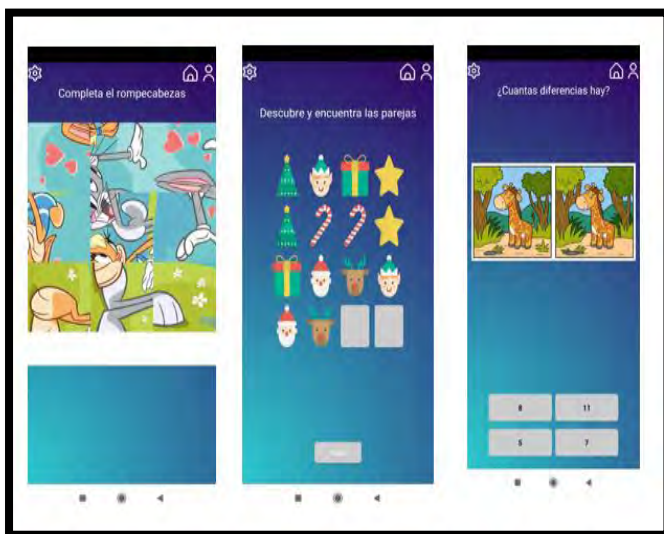 Completa el rompecabezas
Descubre y encuentra las parejas
¿Cuantas diferencias hay?
8
11
5
7